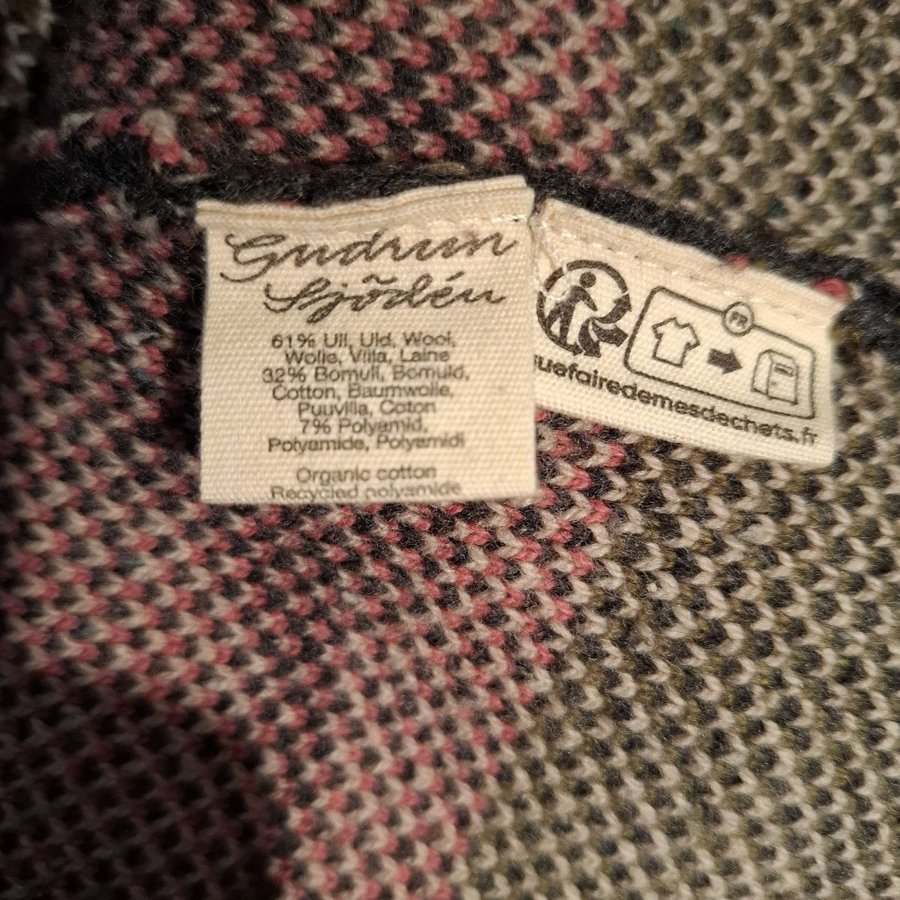 Gudrun
Sjödén
61% Ull, Uld, Wool,
Wolle, Villa, Laine
32% Bomull, Bomuld,
Cotton, Baumwolle,
Puuvilla, Coton
7% Polyamid,
Polyamide, Polyamidi
Organic cotton
Recycled polyamide
FR
uefairedemesdechets.fr